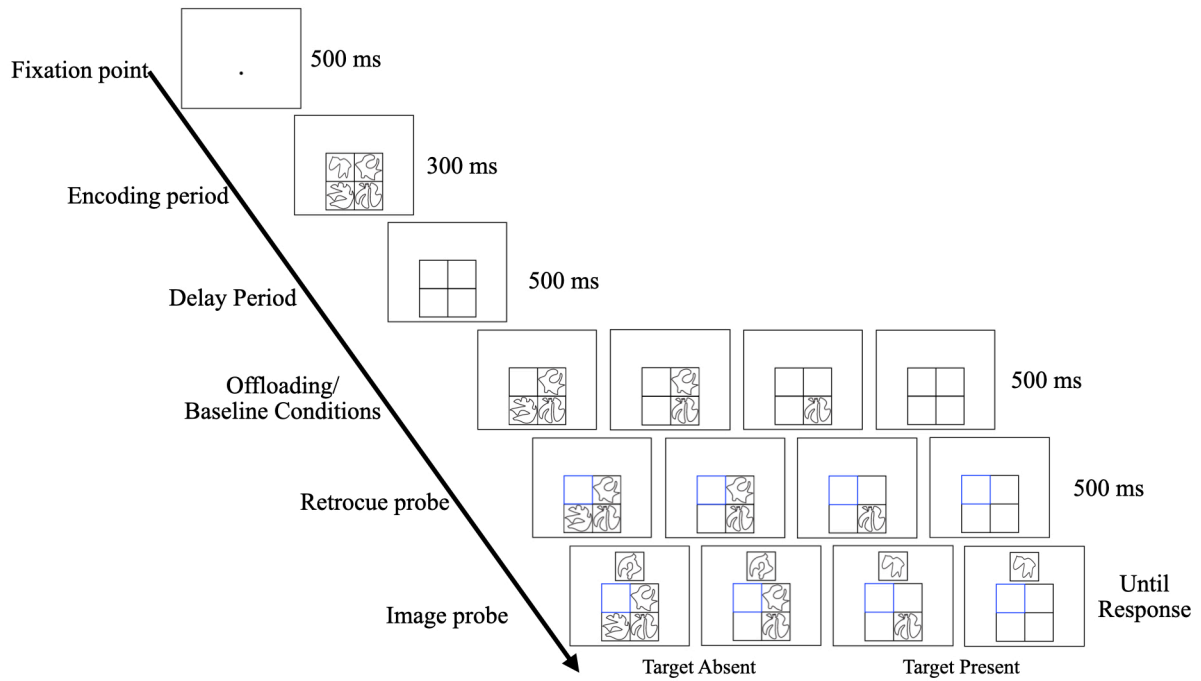 Fixation point
500 ms
Encoding period
300 ms
Delay Period
500 ms
Offloading/
Baseline Conditions
500 ms
Retrocue probe
500 ms
Image probe
Until
Response
Target Absent
Target Present